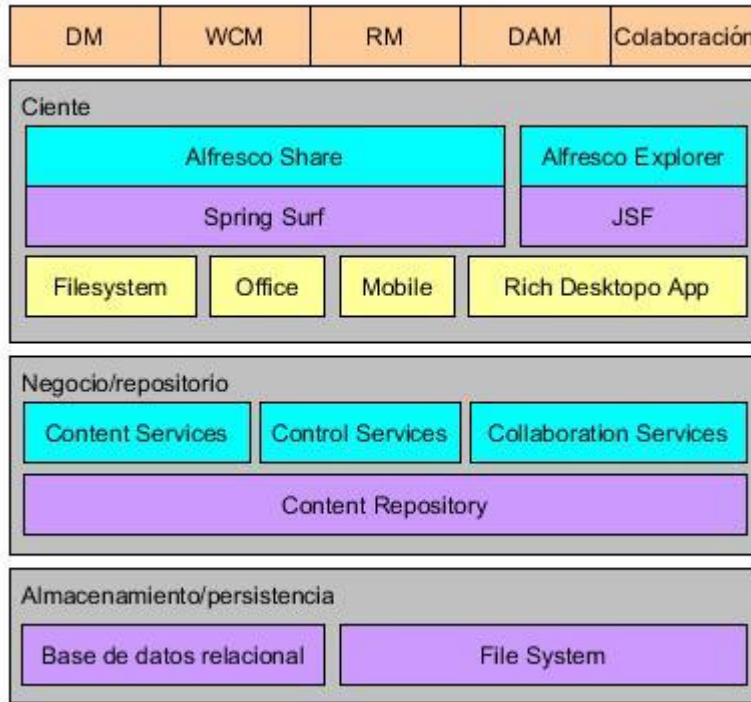 DM
WCM
RM
DAM
Colaboración
Ciente
Alfresco Share
Alfresco Explorer
Spring Surf
JSF
Filesystem
Office
Mobile
Rich Desktopo App
Negocio/repositorio
Content Services
Control Services
Collaboration Services
Content Repository
Almacenamiento/persistencia
Base de datos relacional
File System